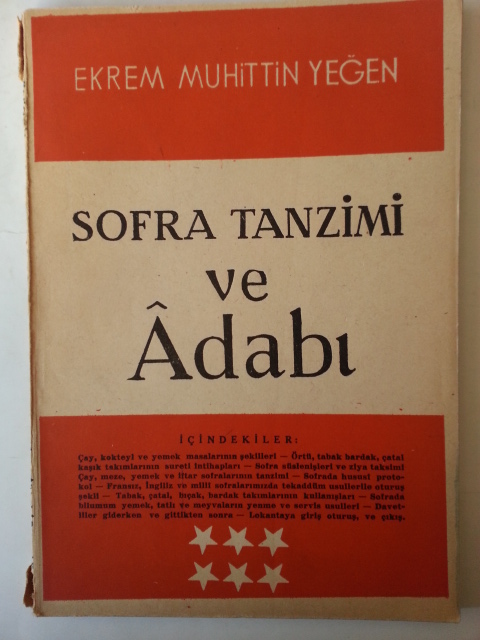 EKREM MUHİTTİN YEĞEN
SOFRA TANZİMİ
ve
Âdabı
İÇİNDEKİLER:
Çay, kokteyl ve yemek masalarının şekilleri — Örtü, tabak bardak, çatal
kaşık takımlarının sureti intihapları — Sofra süslenişleri ve ziya taksimi
Çay, meze, yemek ve iftar sofralarının tanzimi — Sofrada hususî proto-
kol — Fransız, İngiliz ve millî sofralarımızda tekaddüm usullerile oturuş
şekli — Tabak, çatal, bıçak, bardak takımlarının kullanışları — Sofrada
bilumum yemek, tatlı ve meyvaların yenme ve servis usulleri — Davet-
liler giderken ve gittikten sonra — Lokantaya giriş oturuş, ve çıkış.